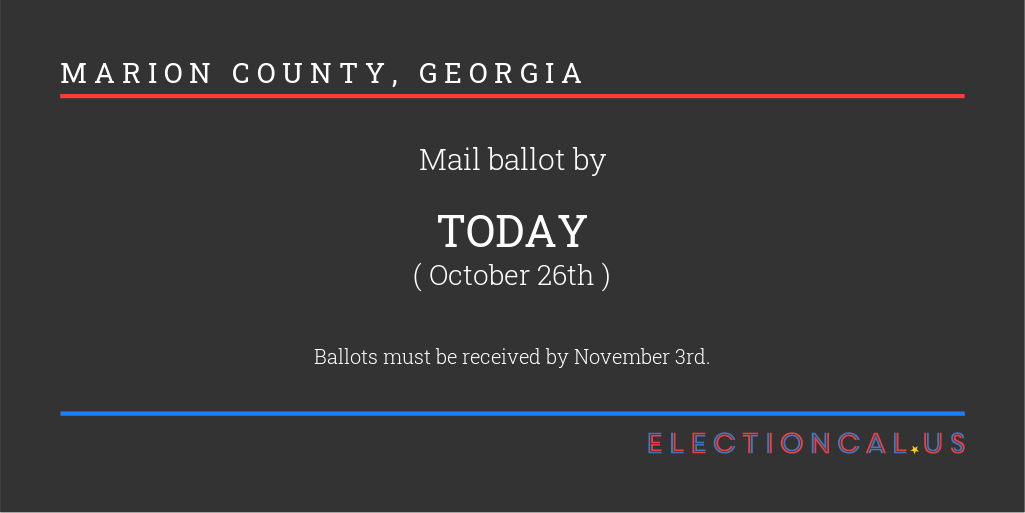 MARION COUNTY, GEORGIA
Mail ballot by
TODAY
( October 26th )
Ballots must be received by November 3rd.
ELECTIONCAL.US